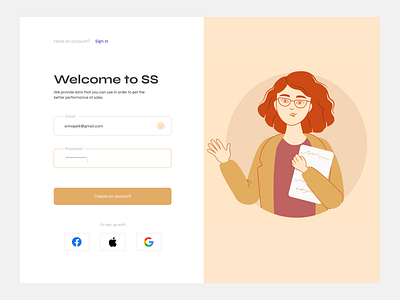 Have an account? Sign In
Welcome to SS
We provide data that you can use in order to get the
better performance of sales
Email
annapele@gmail.com
Password
************
Create an account
Or sign up with